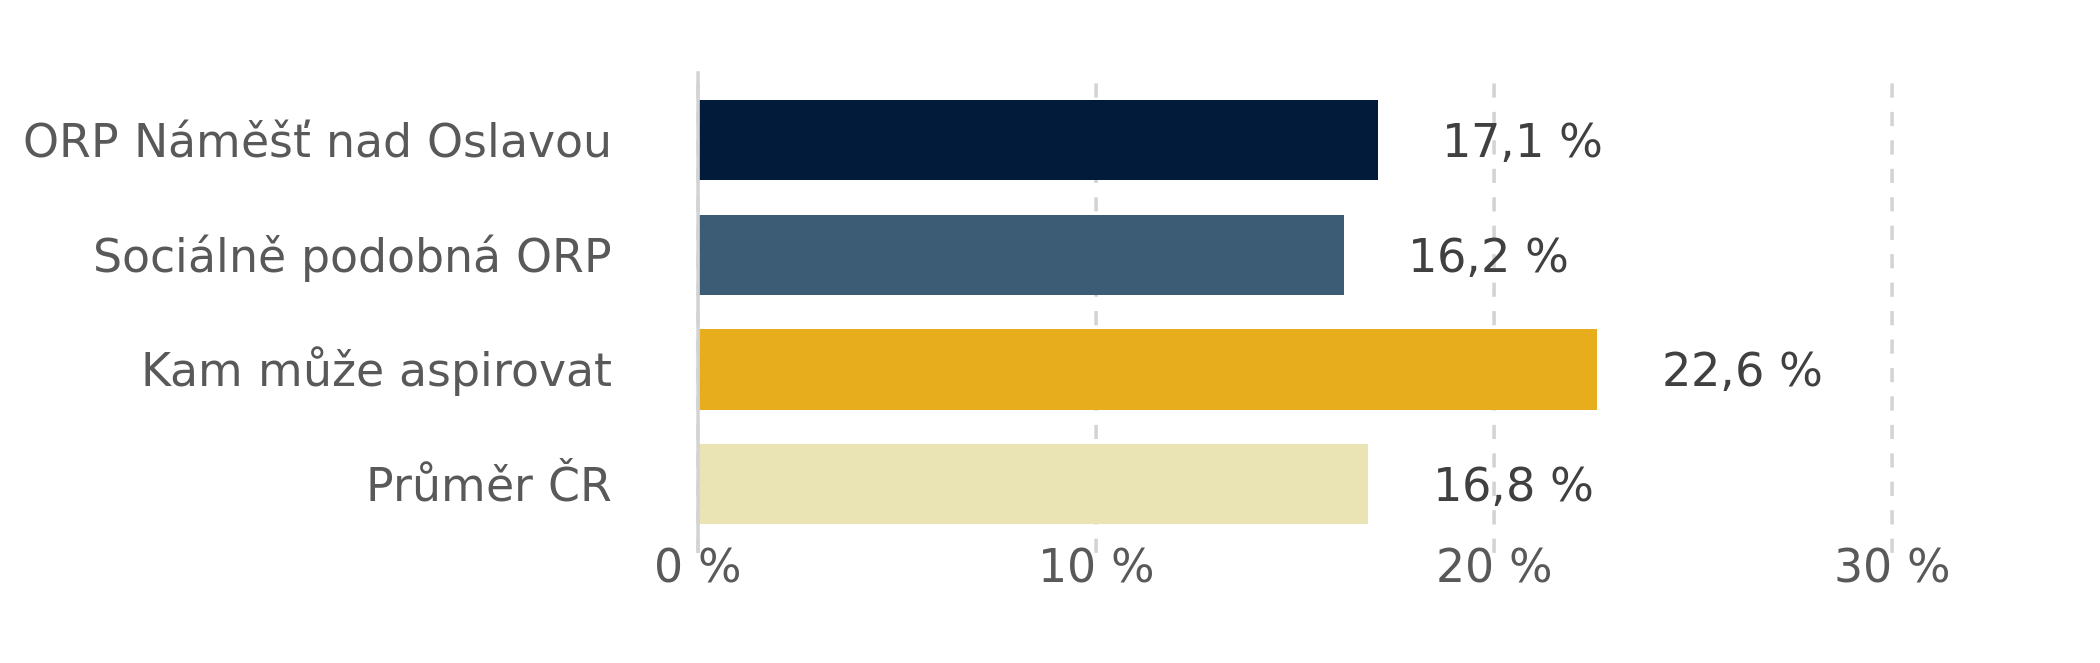 ORP Náměšť nad Oslavou 17,1 %
Sociálně podobná ORP 16,2 %
Kam může aspirovat 22,6 %
Průměr ČR 16,8 %
0 % 10 % 20 % 30 %